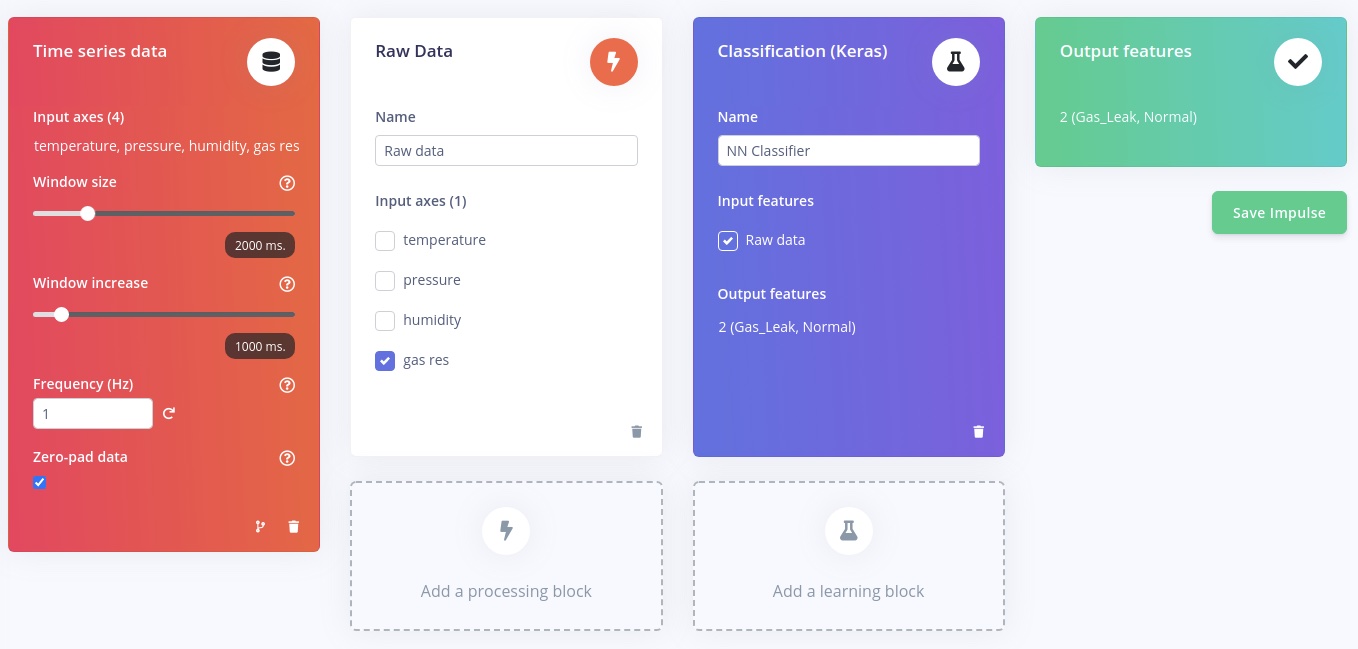 Time series data
Input axes (4)
temperature, pressure, humidity, gas res
Window size
2000 ms.
Window increase
1000 ms.
Frequency (Hz)
1
Zero-pad data
Raw Data
Name
Raw data
Input axes (1)
temperature
pressure
humidity
gas res
Add a processing block
Classification (Keras)
Name
NN Classifier
Input features
Raw data
Output features
2 (Gas_Leak, Normal)
Add a learning block
Output features
2 (Gas_Leak, Normal)
Save Impulse